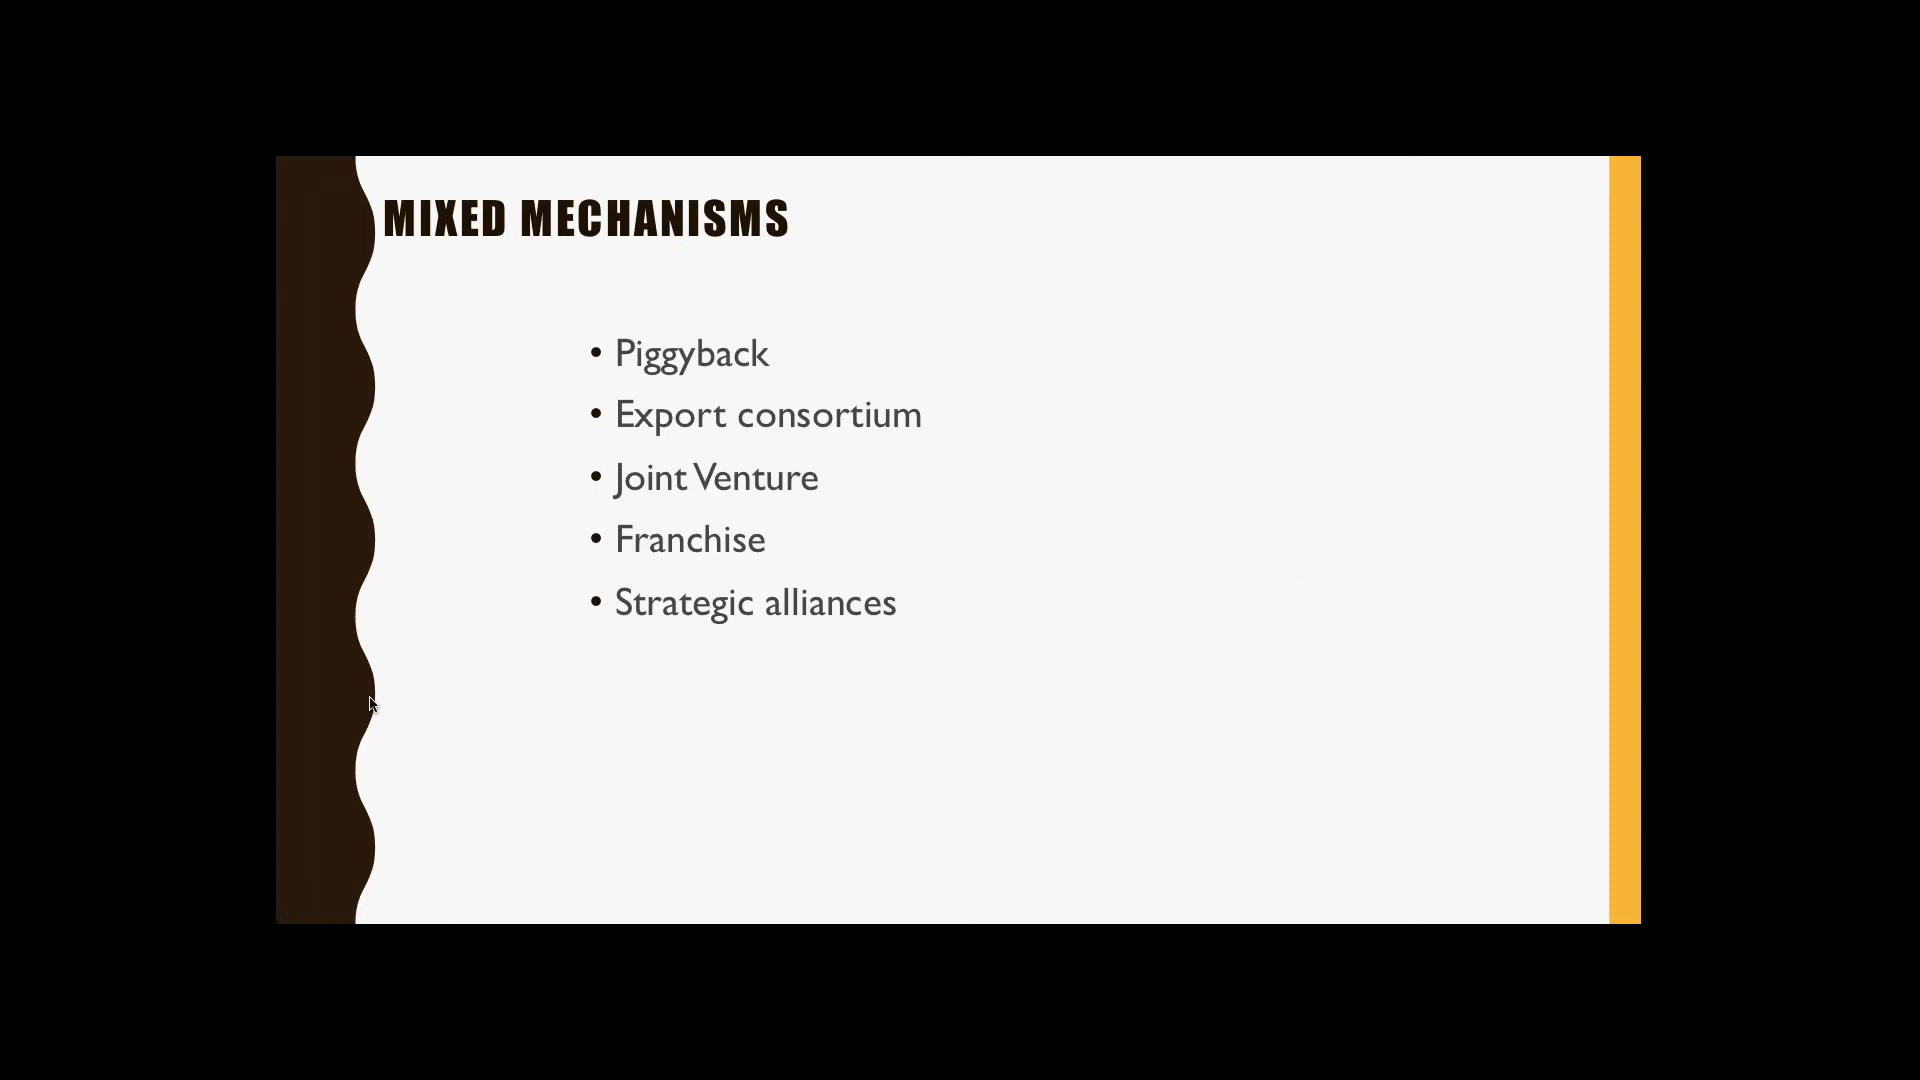 MIXED MECHANISMS
• Piggyback
• Export consortium
• Joint Venture
• Franchise
• Strategic alliances